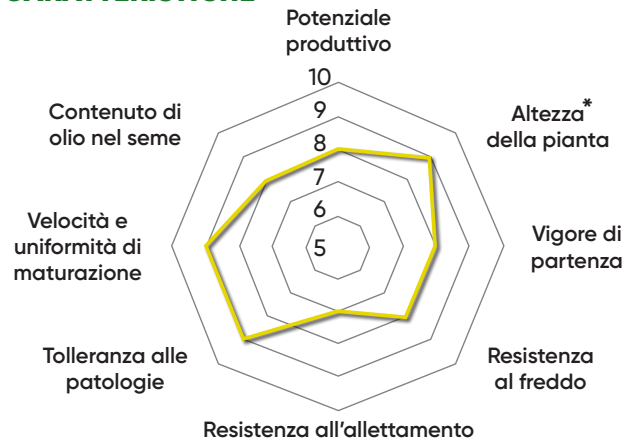 CARATTERISTICHE
Potenziale
produttivo
10
9
8
7
6
5
Altezza*
della pianta
Vigore di
partenza
Resistenza
al freddo
Resistenza all'allettamento
Tolleranza alle
patologie
Velocità e
uniformità di
maturazione
Contenuto di
olio nel seme